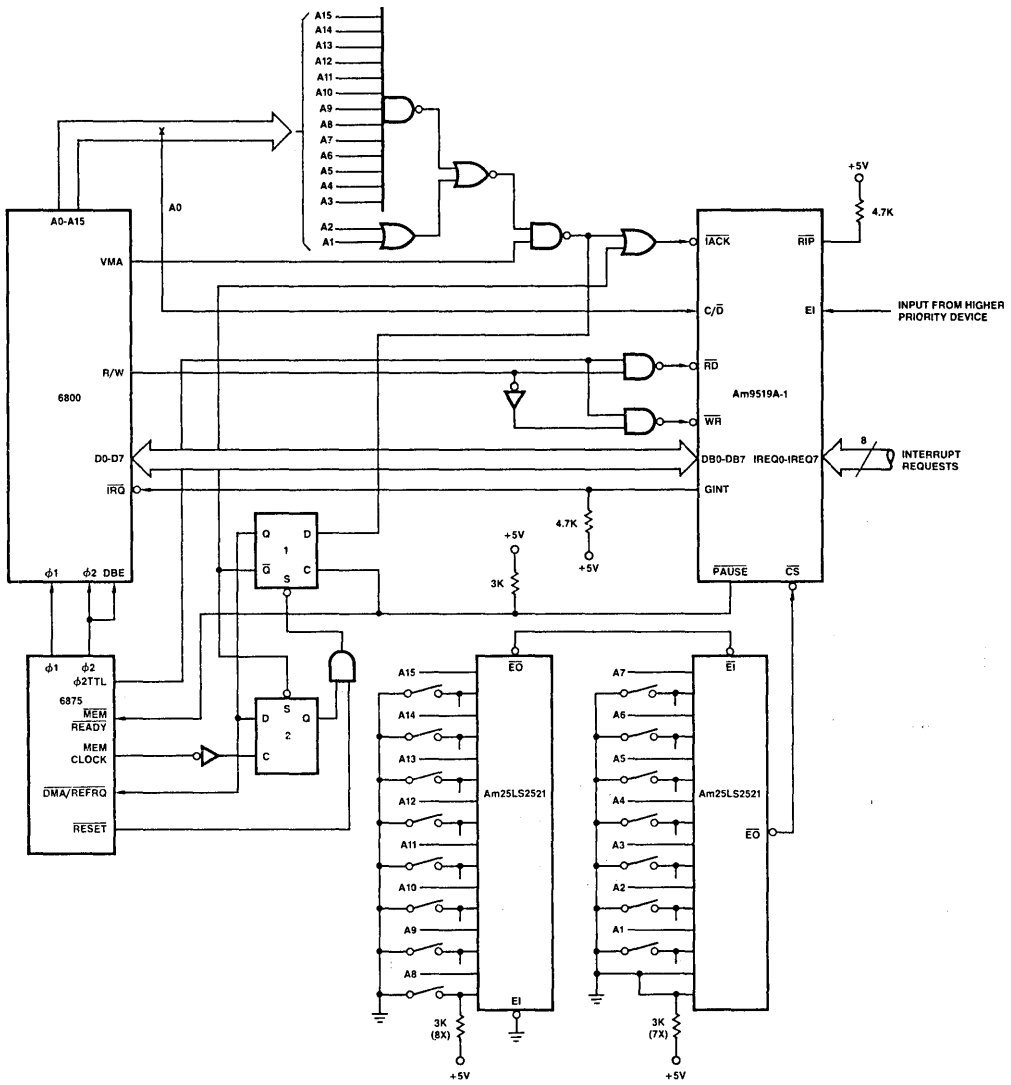 A15
A14
A13
A12
A11
A10
A9
A8
A7
A6
A5
A4
A3
A2
A1
A0
A0-A15
VMA
R/W
6800
D0-D7
IRQ
ϕ1
ϕ2
DBE
+5V
4.7K
IACK
RIP
C/D
EI
INPUT FROM HIGHER
PRIORITY DEVICE
RD
Am9519A-1
WR
DB0-DB7
IREQ0-IREQ7
8
INTERRUPT
REQUESTS
GINT
4.7K
+5V
PAUSE
CS
Q
D
1
Q
C
S
+5V
3K
ϕ1
ϕ2
ϕ2TTL
6875
MEM
READY
MEM
CLOCK
DMA/REFRQ
RESET
S
D
Q
2
C
EO
A15
A14
A13
A12
A11
A10
A9
A8
Am25LS2521
EI
3K
(8X)
+5V
EI
A7
A6
A5
A4
A3
A2
A1
Am25LS2521
EO
3K
(7X)
+5V